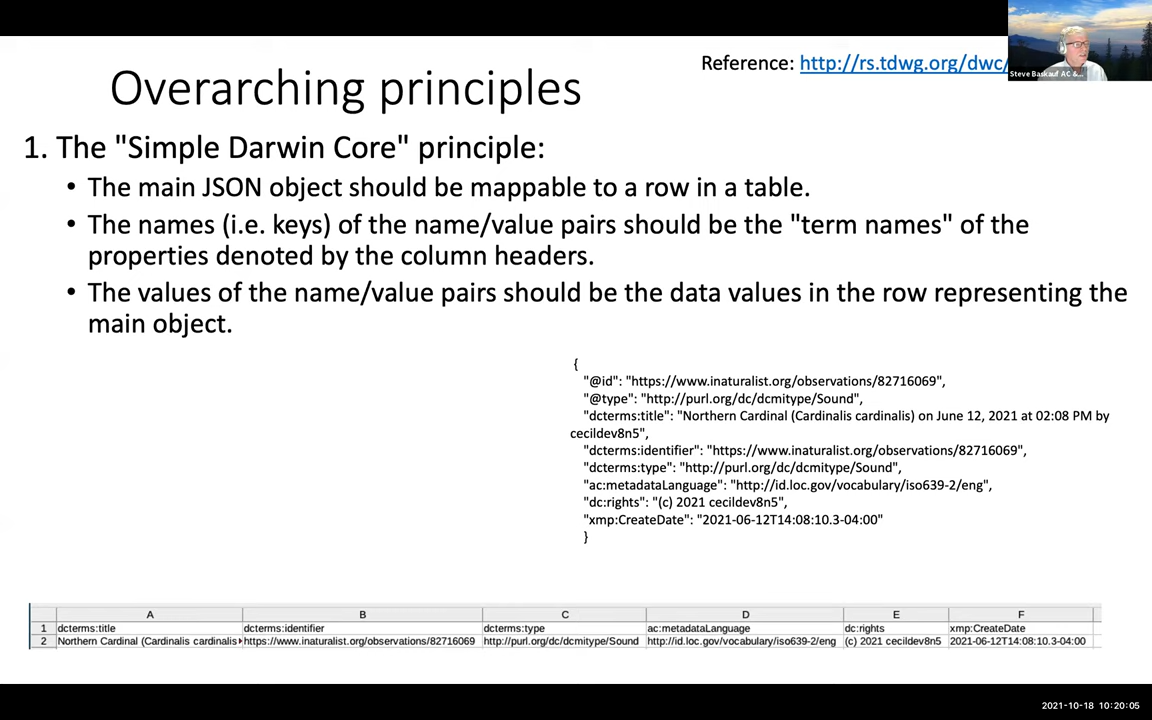 Reference: http://rs.tdwg.org/dwc/
Steve Baskauf AC &...
Overarching principles
1. The "Simple Darwin Core" principle:
• The main JSON object should be mappable to a row in a table.
• The names (i.e. keys) of the name/value pairs should be the "term names" of the
properties denoted by the column headers.
• The values of the name/value pairs should be the data values in the row representing the
main object.
{
"@id": "https://www.inaturalist.org/observations/82716069",
"@type": "http://purl.org/dc/dcmitype/Sound",
"dcterms:title": "Northern Cardinal (Cardinalis cardinalis) on June 12, 2021 at 02:08 PM by
cecildev8n5",
"dcterms:identifier": "https://www.inaturalist.org/observations/82716069",
"dcterms:type": "http://purl.org/dc/dcmitype/Sound",
"ac:metadataLanguage": "http://id.loc.gov/vocabulary/iso639-2/eng",
"dc:rights": "(c) 2021 cecildev8n5",
"xmp:CreateDate": "2021-06-12T14:08:10.3-04:00"
}
A B C D E F
1 dcterms:title dcterms:identifier dcterms:type ac:metadataLanguage dc:rights xmp:CreateDate
2 Northern Cardinal (Cardinalis cardinalis https://www.inaturalist.org/observations/82716069 http://purl.org/dc/dcmitype/Sound http://id.loc.gov/vocabulary/iso639-2/eng (c) 2021 cecildev8n5 2021-06-12T14:08:10.3-04:00
2021-10-18 10:20:05